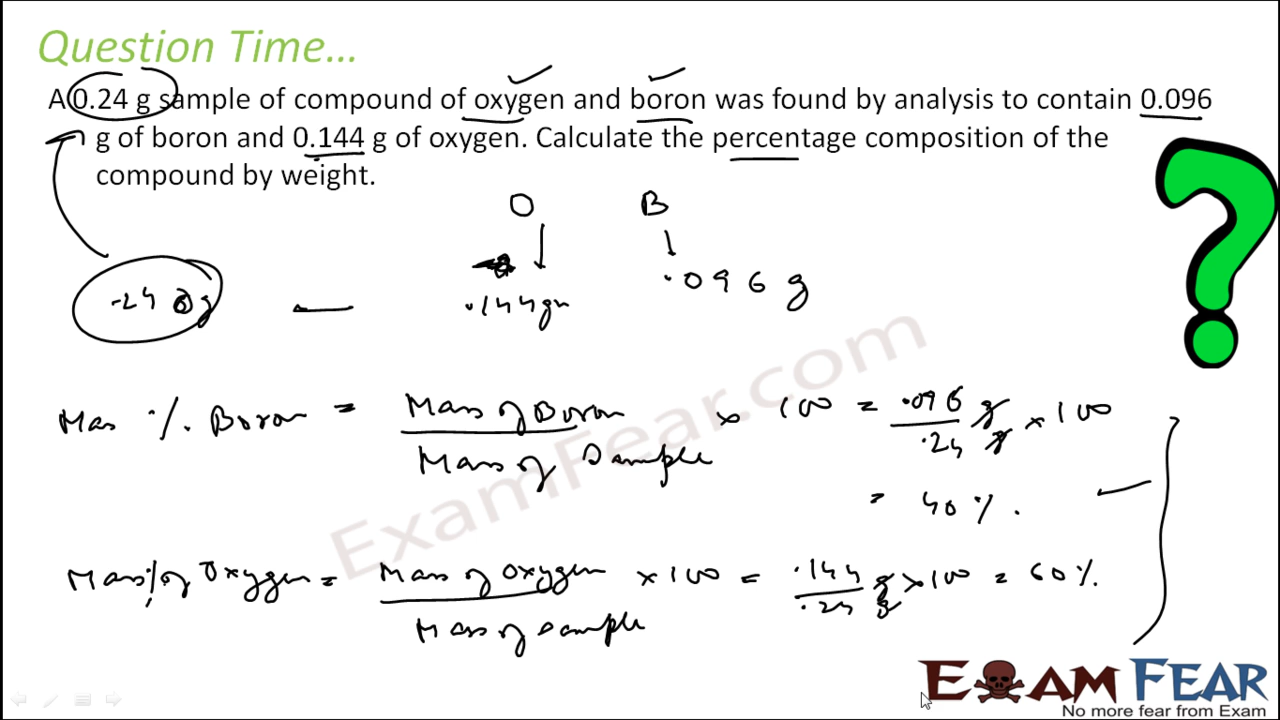 Question Time...
A 0.24 g sample of compound of oxygen and boron was found by analysis to contain 0.096
g of boron and 0.144 g of oxygen. Calculate the percentage composition of the
compound by weight.
O B
.24 g — .144gm .096 g
Mass % Boron = Mass of Boron / Mass of Sample × 100 = .096 g / .24 g × 100
= 40 %.
Mass % of Oxygen = Mass of Oxygen / Mass of Sample × 100 = .144 g / .24 g × 100 = 60 %.
ExamFear.com
EXAM FEAR
No more fear from Exam